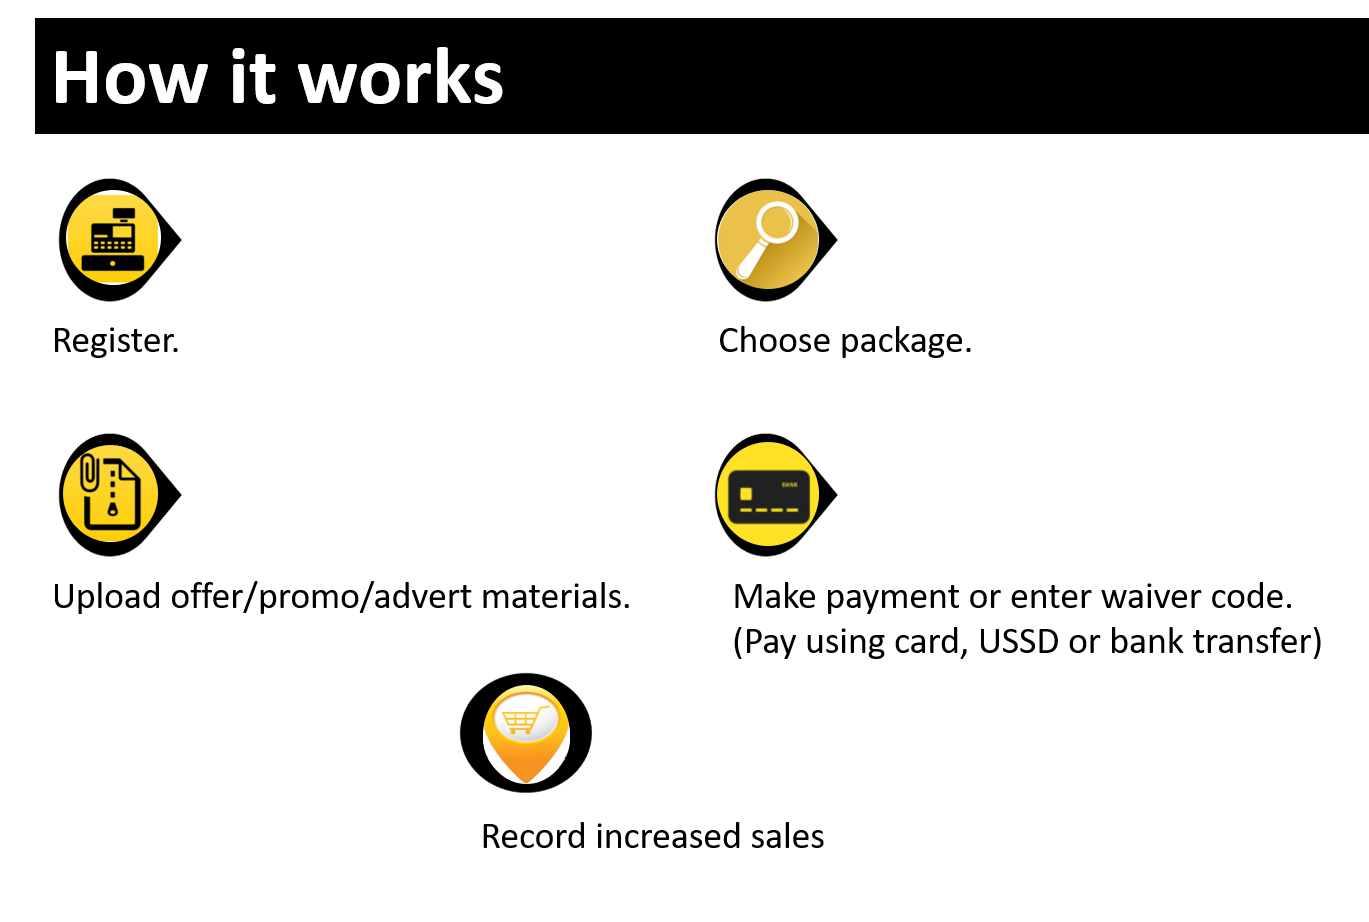 How it works
Register.
Choose package.
Upload offer/promo/advert materials.
BANK
Make payment or enter waiver code.
(Pay using card, USSD or bank transfer)
Record increased sales